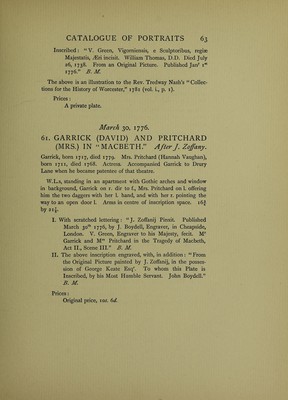 CATALOGUE OF PORTRAITS 63
Inscribed: "V. Green, Vigorniensis, e Sculptoribus, regiæ
Majestatis, Æri incisit. William Thomas, D.D. Died July
26, 1738. From an Original Picture. Published Janʸ 1ˢᵗ
1776." B. M.
The above is an illustration to the Rev. Tredway Nash's "Collec-
tions for the History of Worcester," 1782 (vol. i., p. 1).
Prices:
A private plate.
March 30, 1776.
61. GARRICK (DAVID) AND PRITCHARD
(MRS.) IN "MACBETH." After J. Zoffany.
Garrick, born 1717, died 1779. Mrs. Pritchard (Hannah Vaughan),
born 1711, died 1768. Actress. Accompanied Garrick to Drury
Lane when he became patentee of that theatre.
W.L.s, standing in an apartment with Gothic arches and window
in background, Garrick on r. dir to f., Mrs. Pritchard on l. offering
him the two daggers with her l. hand, and with her r. pointing the
way to an open door l. Arms in centre of inscription space. 16¾
by 21¼.
I. With scratched lettering: "J. Zoffanij Pinxit. Published
March 30ᵗʰ 1776, by J. Boydell, Engraver, in Cheapside,
London. V. Green, Engraver to his Majesty, fecit. Mʳ
Garrick and Mʳˢ Pritchard in the Tragedy of Macbeth,
Act II., Scene III." B. M.
II. The above inscription engraved, with, in addition: "From
the Original Picture painted by J. Zoffanij, in the posses-
sion of George Keate Esqʳ. To whom this Plate is
Inscribed, by his Most Humble Servant. John Boydell."
B. M.
Prices:
Original price, 10s. 6d.